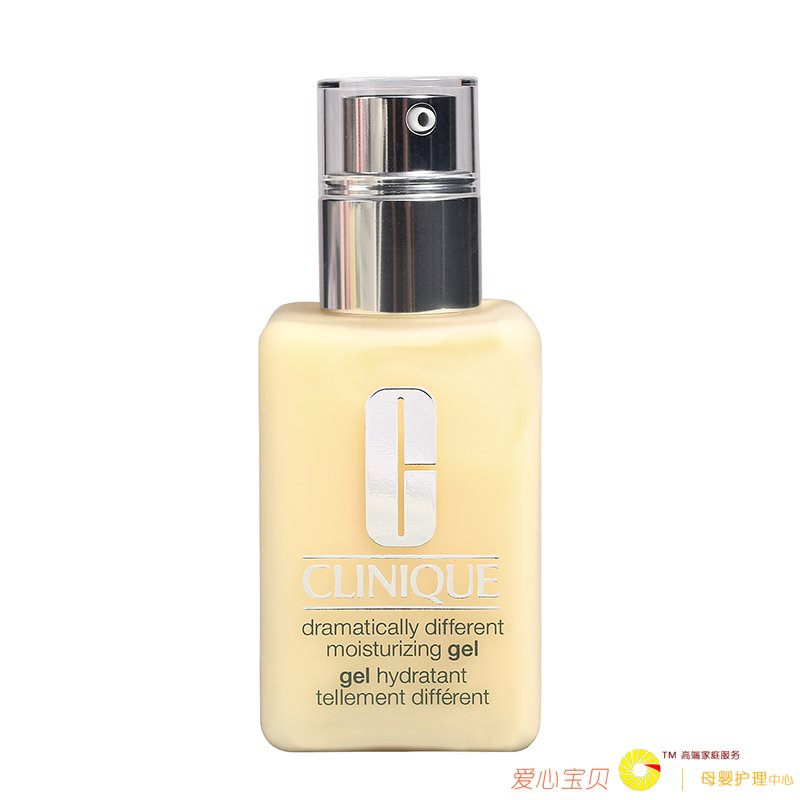 CLINIQUE
dramatically different
moisturizing gel
gel hydratant
tellement différent
爱心宝贝
TM 高端家庭服务
母婴护理中心